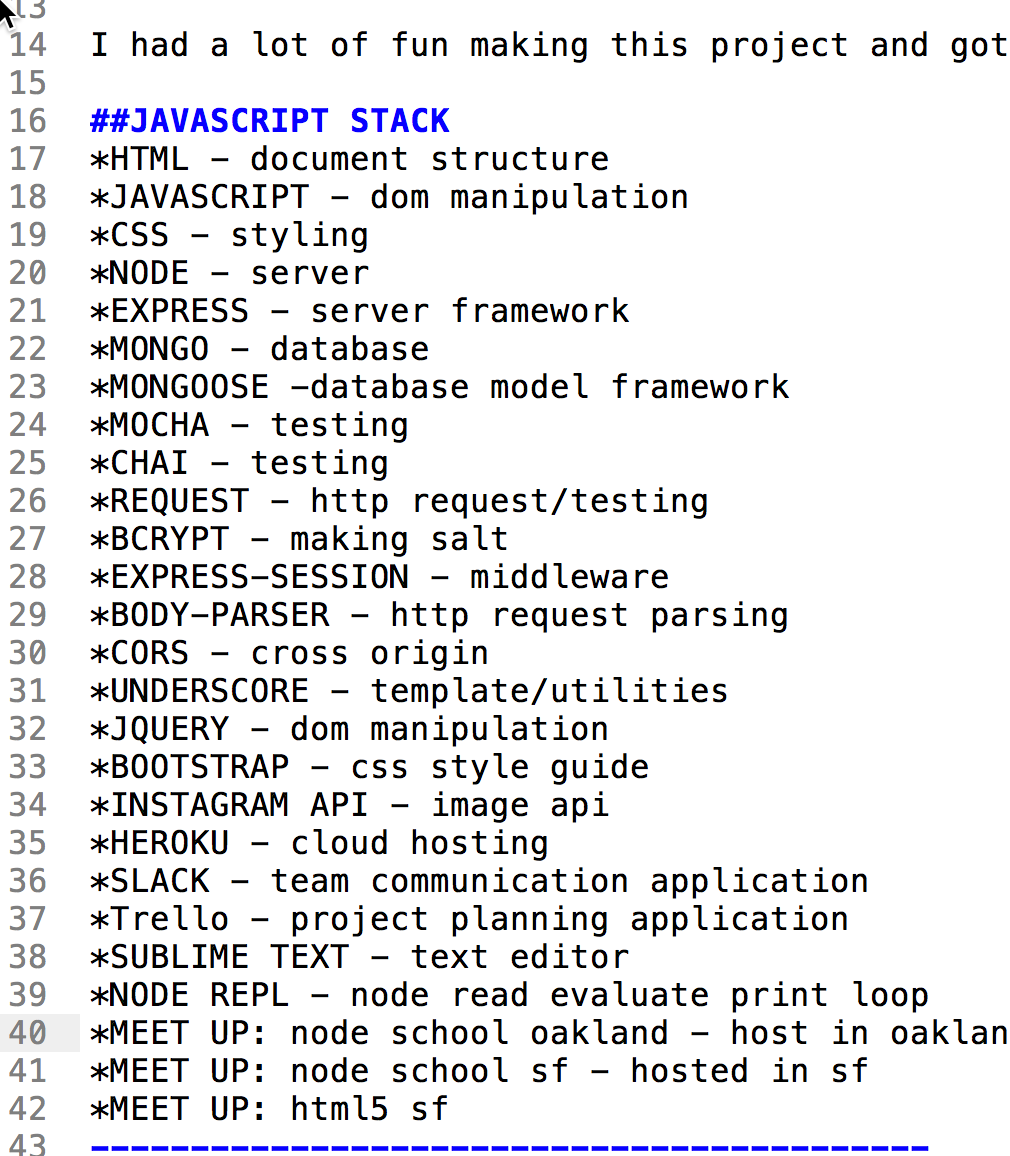 13
14 I had a lot of fun making this project and got
15
16 ##JAVASCRIPT STACK
17 *HTML - document structure
18 *JAVASCRIPT - dom manipulation
19 *CSS - styling
20 *NODE - server
21 *EXPRESS - server framework
22 *MONGO - database
23 *MONGOOSE -database model framework
24 *MOCHA - testing
25 *CHAI - testing
26 *REQUEST - http request/testing
27 *BCRYPT - making salt
28 *EXPRESS-SESSION - middleware
29 *BODY-PARSER - http request parsing
30 *CORS - cross origin
31 *UNDERSCORE - template/utilities
32 *JQUERY - dom manipulation
33 *BOOTSTRAP - css style guide
34 *INSTAGRAM API - image api
35 *HEROKU - cloud hosting
36 *SLACK - team communication application
37 *Trello - project planning application
38 *SUBLIME TEXT - text editor
39 *NODE REPL - node read evaluate print loop
40 *MEET UP: node school oakland - host in oaklan
41 *MEET UP: node school sf - hosted in sf
42 *MEET UP: html5 sf
43 ------------------------------------------